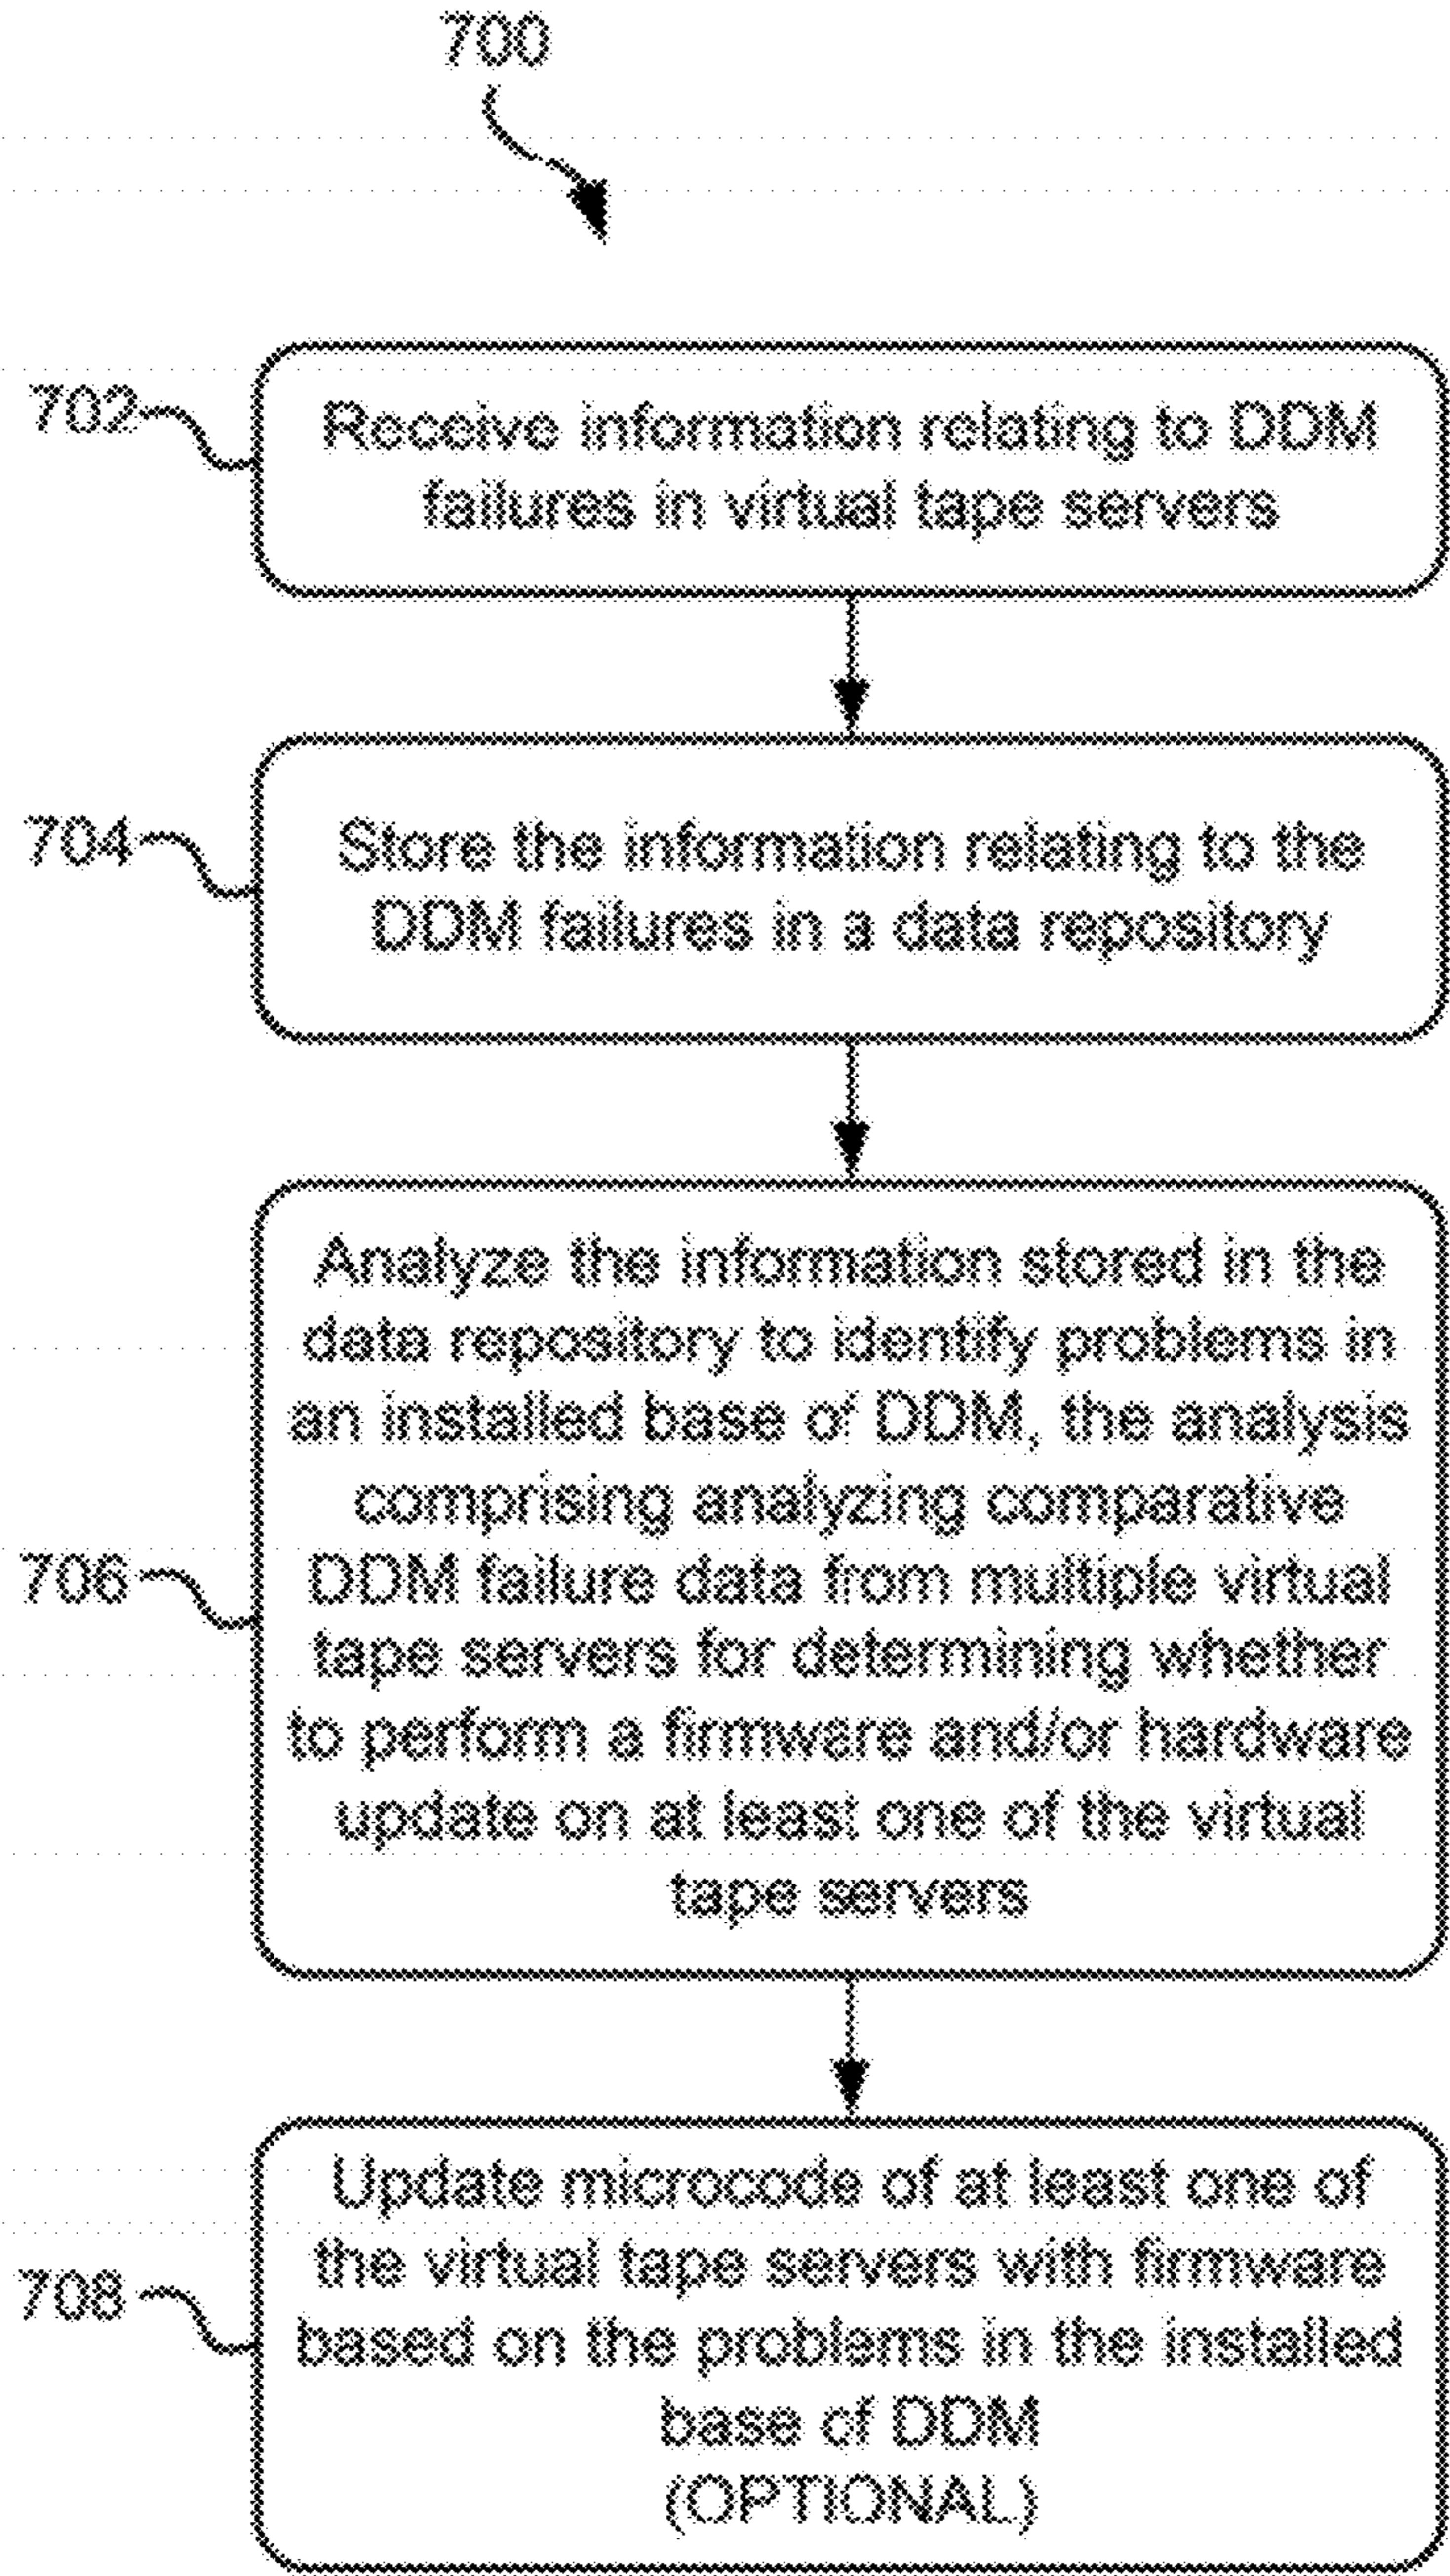 700
702
Receive information relating to DDM
failures in virtual tape servers
704
Store the information relating to the
DDM failures in a data repository
706
Analyze the information stored in the
data repository to identify problems in
an installed base of DDM, the analysis
comprising analyzing comparative
DDM failure data from multiple virtual
tape servers for determining whether
to perform a firmware and/or hardware
update on at least one of the virtual
tape servers
708
Update microcode of at least one of
the virtual tape servers with firmware
based on the problems in the installed
base of DDM
(OPTIONAL)